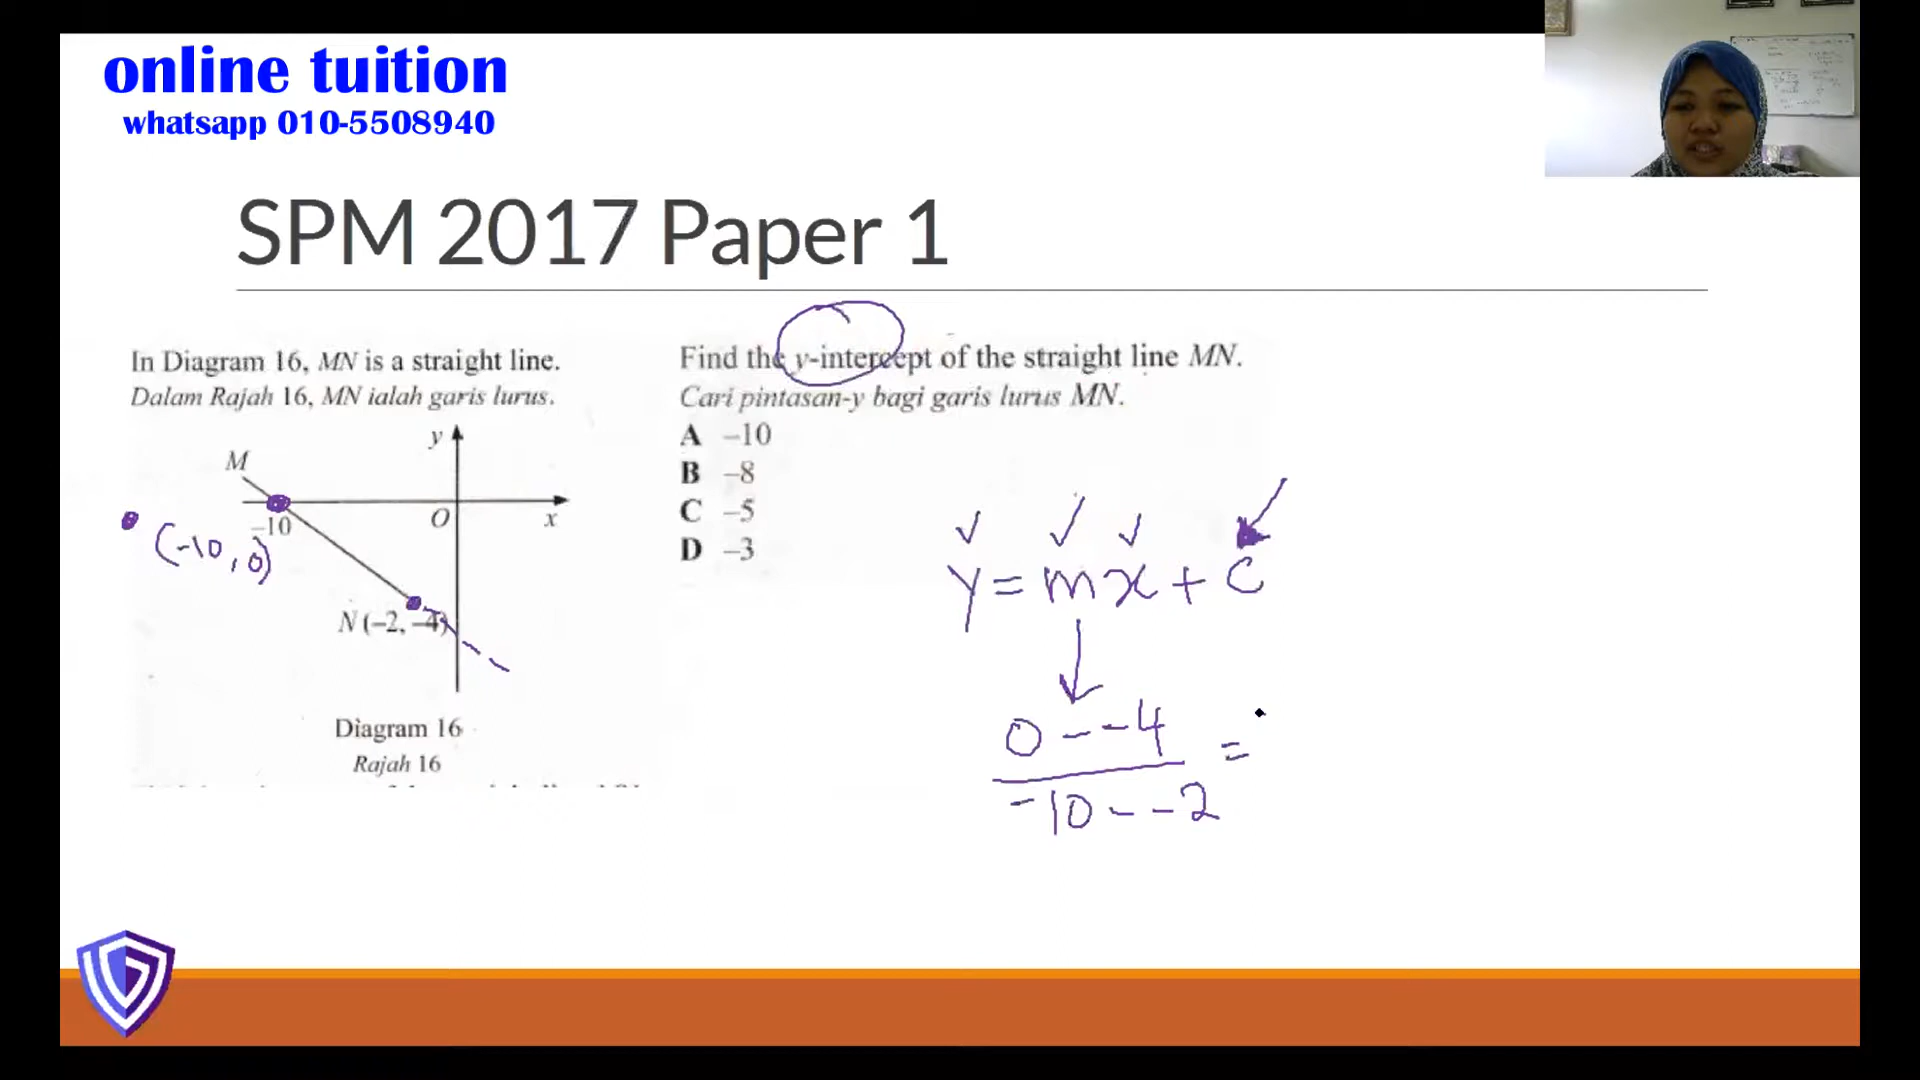 online tuition
whatsapp 010-5508940
SPM 2017 Paper 1
In Diagram 16, MN is a straight line.
Dalam Rajah 16, MN ialah garis lurus.
y
M
-10
O
x
(-10, 0)
N (-2, -4)
Diagram 16
Rajah 16
Find the y-intercept of the straight line MN.
Cari pintasan-y bagi garis lurus MN.
A -10
B -8
C -5
D -3
y = mx + c
0 - -4
=
-10 - -2